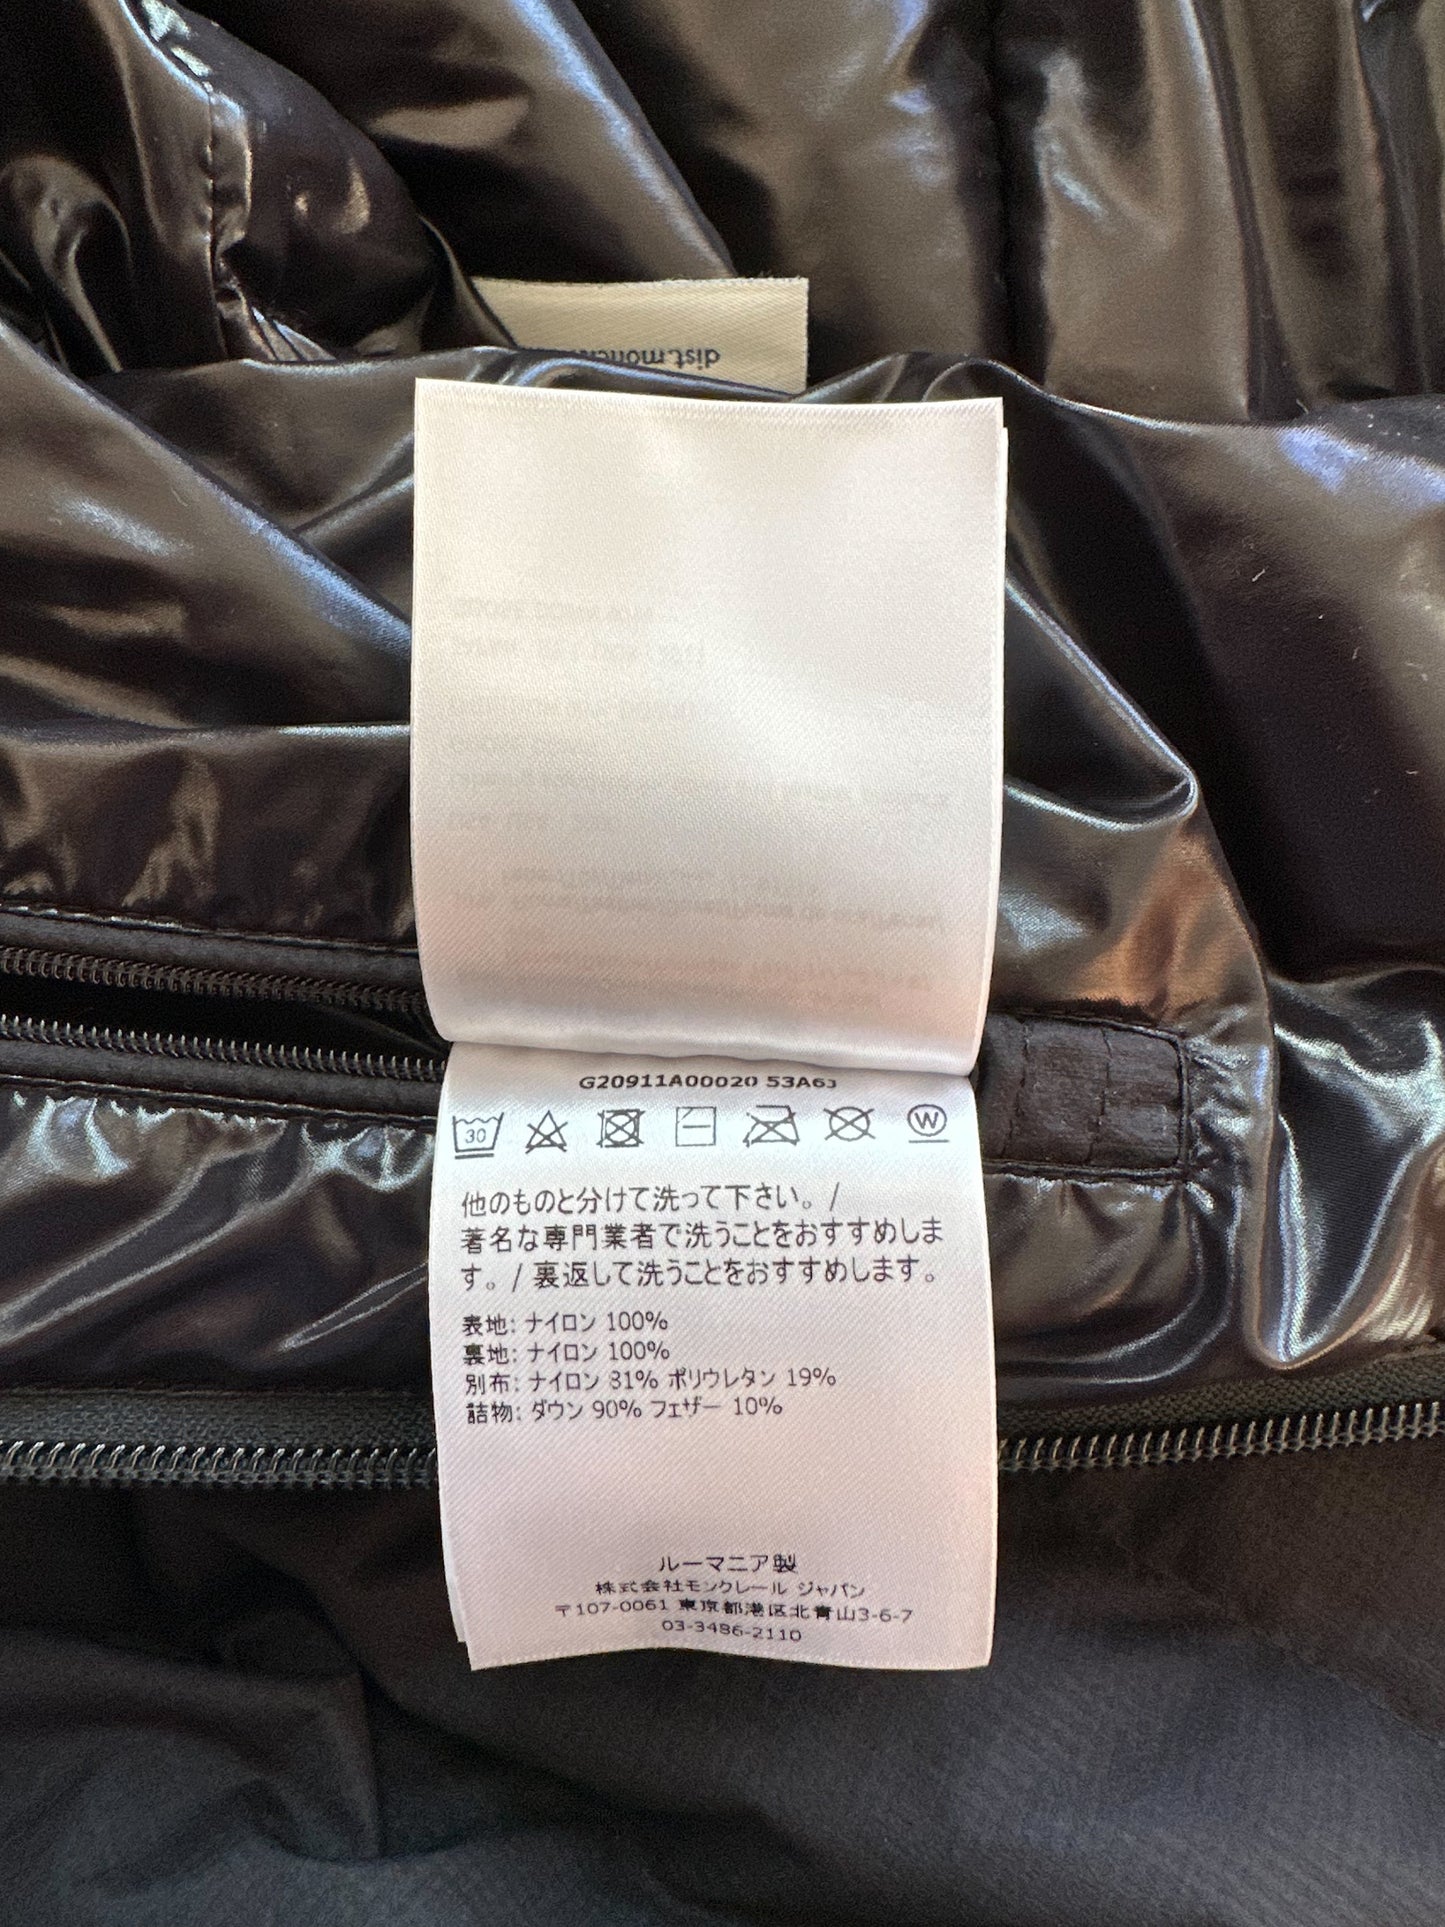 G20911A00020 53A63
30
W
他のものと分けて洗って下さい。/
著名な専門業者で洗うことをおすすめしま
す。/ 裏返して洗うことをおすすめします。
表地: ナイロン 100%
裏地: ナイロン 100%
別布: ナイロン 81% ポリウレタン 19%
詰物: ダウン 90% フェザー 10%
ルーマニア製
株式会社モンクレール ジャパン
〒107-0061 東京都港区北青山3-6-7
03-3486-2110